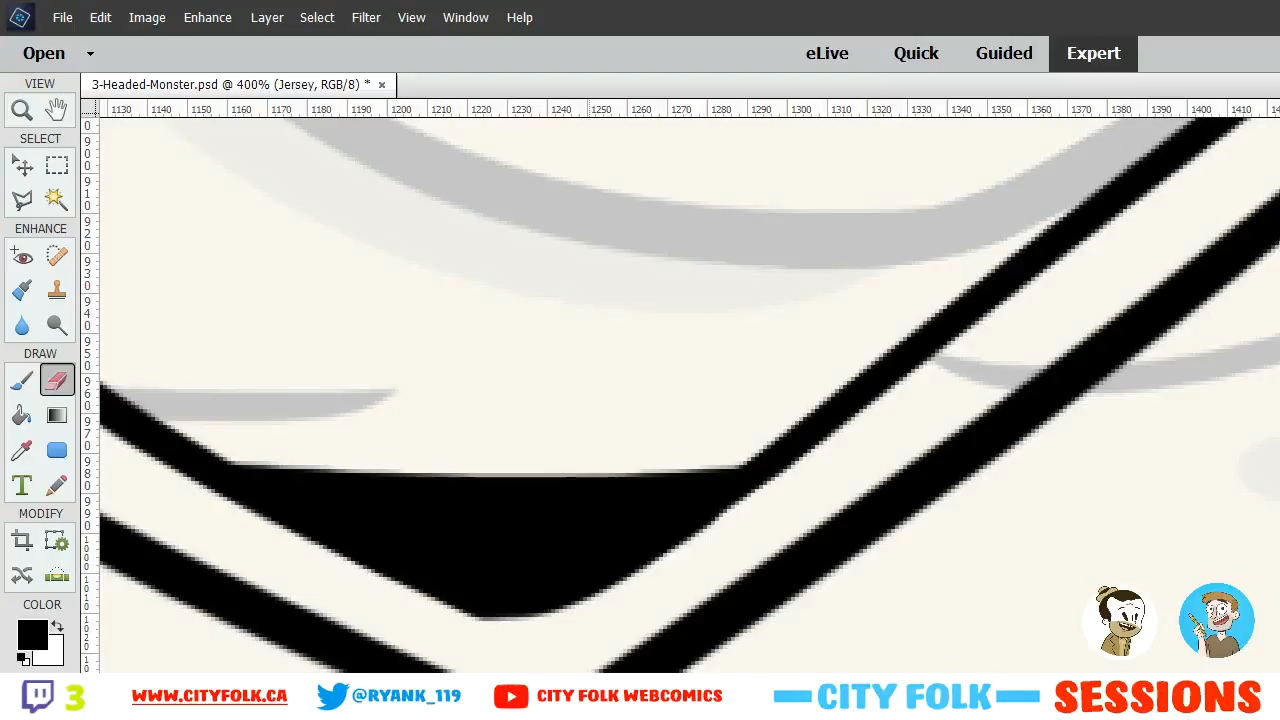 File Edit Image Enhance Layer Select Filter View Window Help
Open eLive Quick Guided Expert
VIEW 3-Headed-Monster.psd @ 400% (Jersey, RGB/8) * ×
1130 1140 1150 1160 1170 1180 1190 1200 1210 1220 1230 1240 1250 1260 1270 1280 1290 1300 1310 1320 1330 1340 1350 1360 1370 1380 1390 1400 1410
SELECT
ENHANCE
DRAW
T
MODIFY
COLOR
3 WWW.CITYFOLK.CA @RYANK_119 CITY FOLK WEBCOMICS CITY FOLK SESSIONS